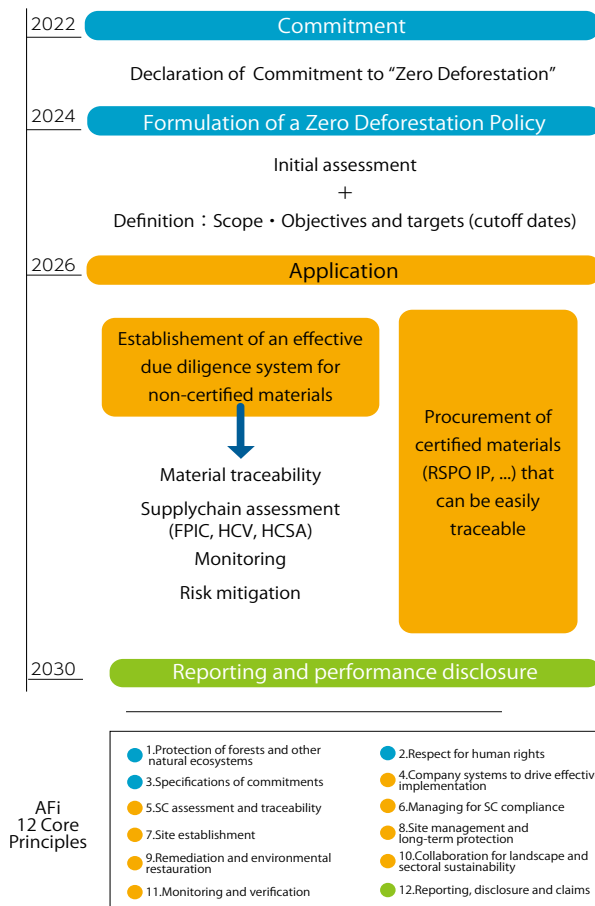 2022
Commitment
Declaration of Commitment to “Zero Deforestation”
2024
Formulation of a Zero Deforestation Policy
Initial assessment
+
Definition：Scope・Objectives and targets (cutoff dates)
2026
Application
Establishement of an effective
due diligence system for
non-certified materials
Material traceability
Supplychain assessment
(FPIC, HCV, HCSA)
Monitoring
Risk mitigation
Procurement of
certified materials
(RSPO IP, ...) that
can be easily
traceable
2030
Reporting and performance disclosure
AFi
12 Core
Principles
1.Protection of forests and other
natural ecosystems
2.Respect for human rights
3.Specifications of commitments
4.Company systems to drive effective
implementation
5.SC assessment and traceability
6.Managing for SC compliance
7.Site establishment
8.Site management and
long-term protection
9.Remediation and environmental
restauration
10.Collaboration for landscape and
sectoral sustainability
11.Monitoring and verification
12.Reporting, disclosure and claims